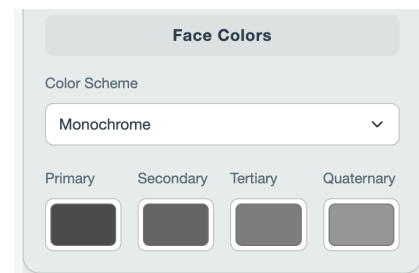 Face Colors
Color Scheme
Monochrome
Primary Secondary Tertiary Quaternary